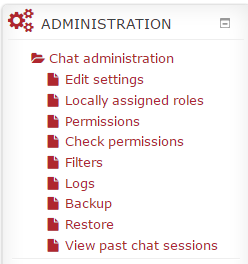 ADMINISTRATION
Chat administration
Edit settings
Locally assigned roles
Permissions
Check permissions
Filters
Logs
Backup
Restore
View past chat sessions